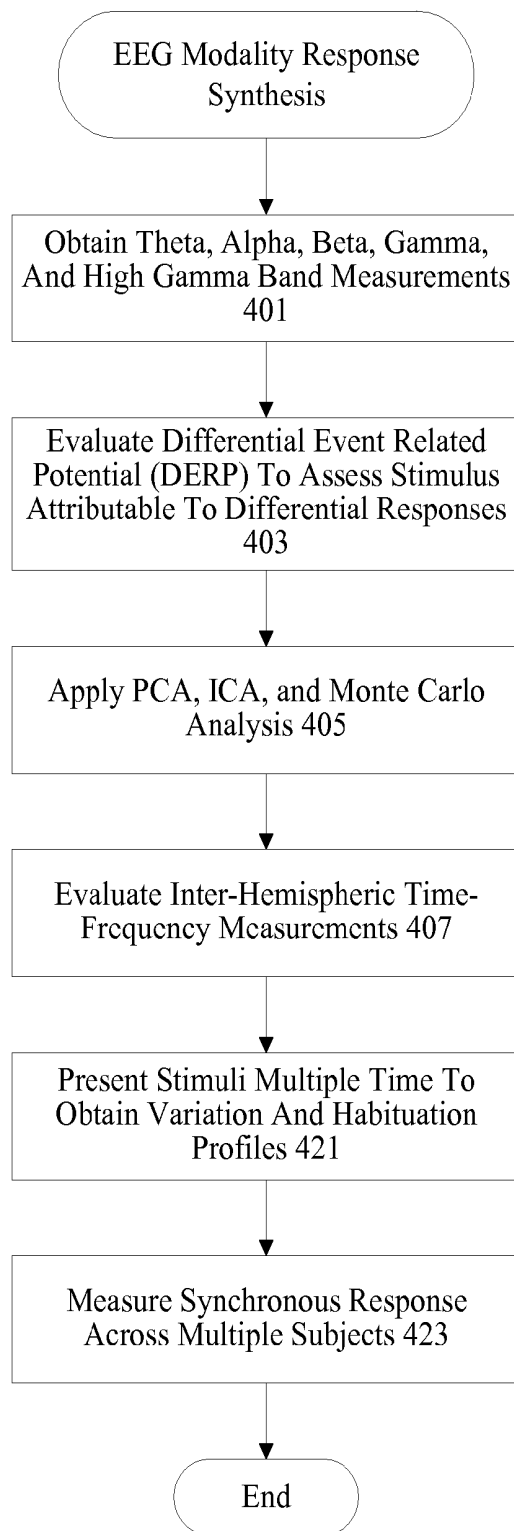 EEG Modality Response
Synthesis
Obtain Theta, Alpha, Beta, Gamma,
And High Gamma Band Measurements
401
Evaluate Differential Event Related
Potential (DERP) To Assess Stimulus
Attributable To Differential Responses
403
Apply PCA, ICA, and Monte Carlo
Analysis 405
Evaluate Inter-Hemispheric Time-
Frequency Measurements 407
Present Stimuli Multiple Time To
Obtain Variation And Habituation
Profiles 421
Measure Synchronous Response
Across Multiple Subjects 423
End